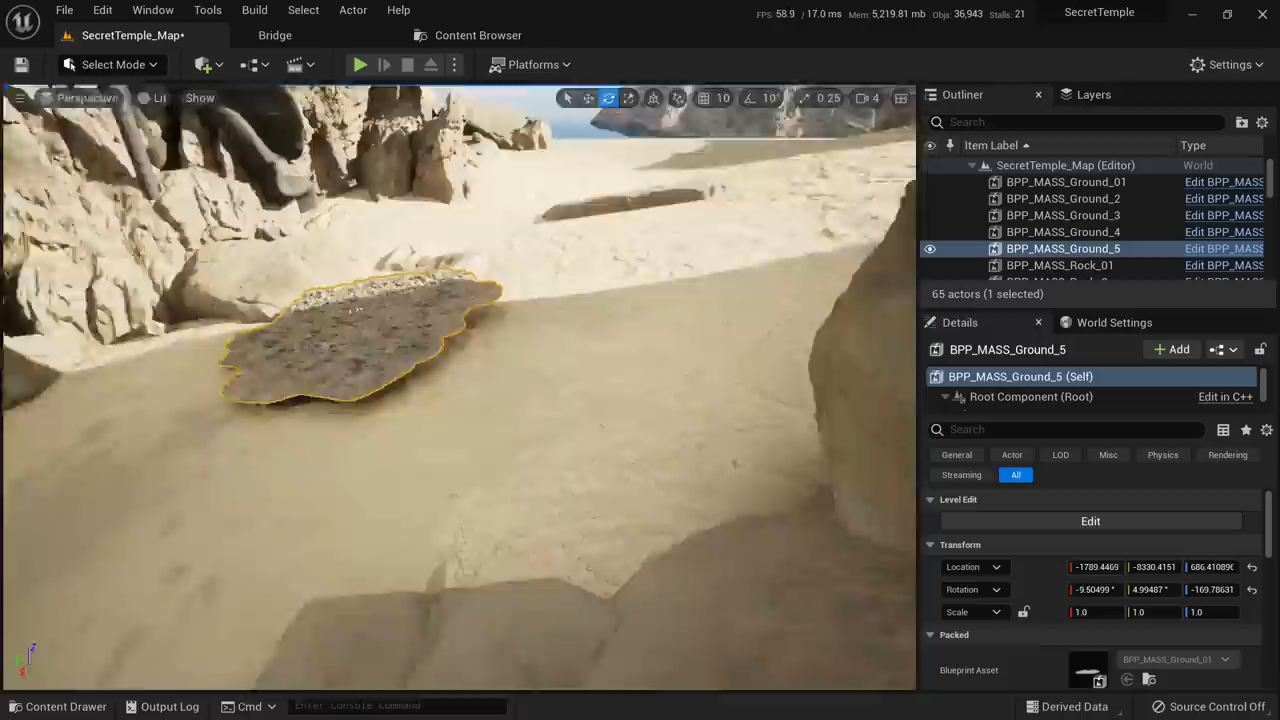 File Edit Window Tools Build Select Actor Help
FPS: 58.9 / 17.0 ms Mem: 5,219.81 mb Objs: 36,943 Stalls: 21
SecretTemple
SecretTemple_Map*
Bridge
Content Browser
Select Mode
Platforms
Settings
Perspective
Lit
Show
10
10°
0.25
4
Outliner
Layers
Search...
Item Label
Type
SecretTemple_Map (Editor) World
BPP_MASS_Ground_01 Edit BPP_MASS
BPP_MASS_Ground_2 Edit BPP_MASS
BPP_MASS_Ground_3 Edit BPP_MASS
BPP_MASS_Ground_4 Edit BPP_MASS
BPP_MASS_Ground_5 Edit BPP_MASS
BPP_MASS_Rock_01 Edit BPP_MASS
65 actors (1 selected)
Details
World Settings
BPP_MASS_Ground_5
Add
BPP_MASS_Ground_5 (Self)
Root Component (Root) Edit in C++
Search
General Actor LOD Misc Physics Rendering
Streaming All
Level Edit
Edit
Transform
Location -1789.4469 -8330.4151
Rotation -9.50499 ° 4.99487 ° -169.78631
Scale 1.0 1.0 1.0
Packed
Blueprint Asset BPP_MASS_Ground_01
Content Drawer
Output Log
Cmd
Enter Console Command
Derived Data
Source Control Off